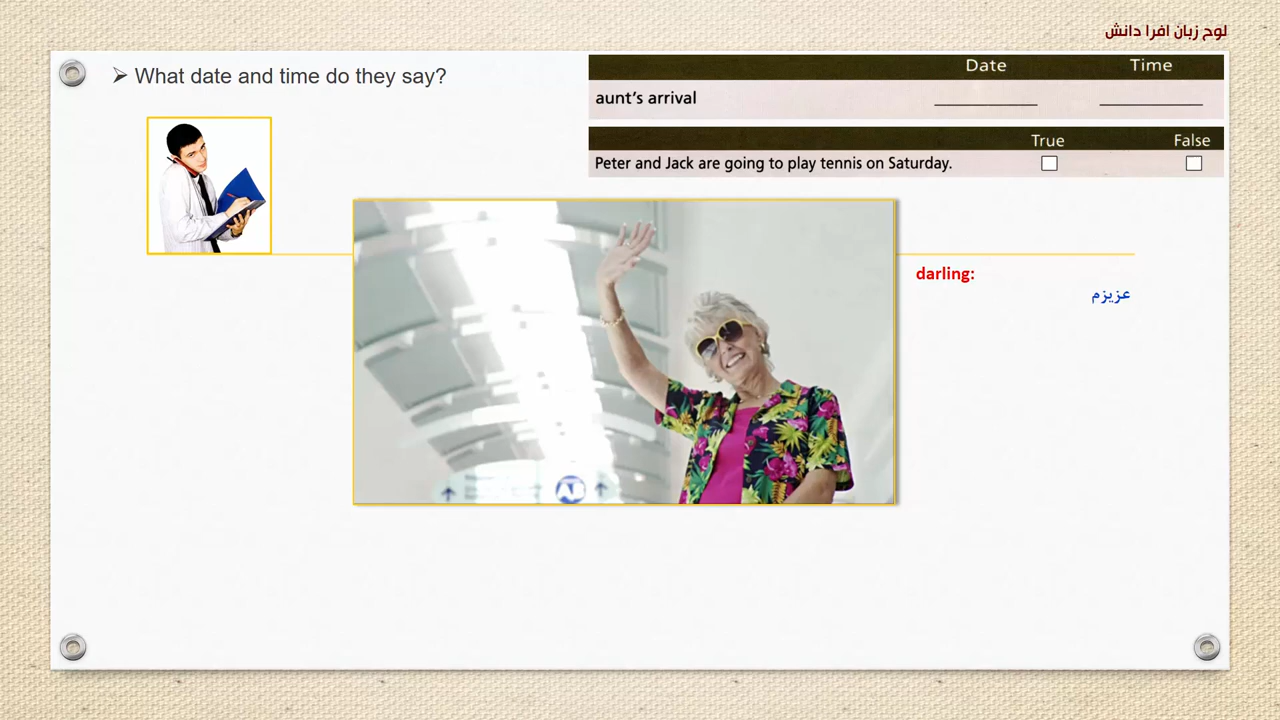 لوح زبان افرا دانش
➢ What date and time do they say?
Date Time
aunt's arrival
True False
Peter and Jack are going to play tennis on Saturday.
darling:
عزیزم
AB